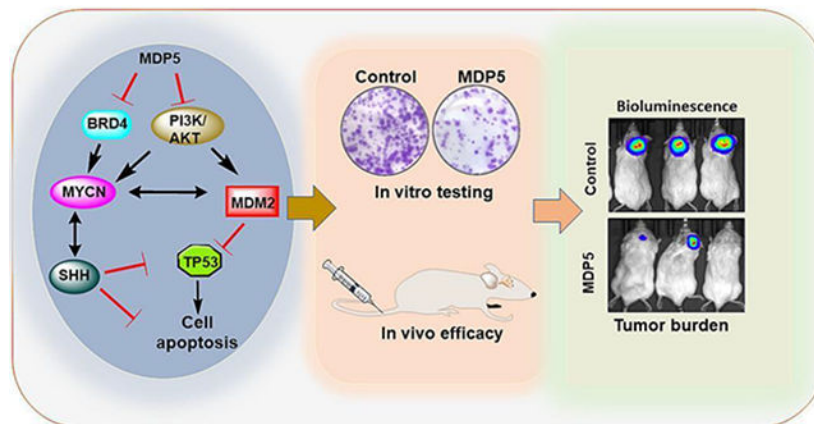 MDP5
BRD4
PI3K/
AKT
MYCN
MDM2
SHH
TP53
Cell
apoptosis
Control
MDP5
In vitro testing
In vivo efficacy
Bioluminescence
Control
MDP5
Tumor burden